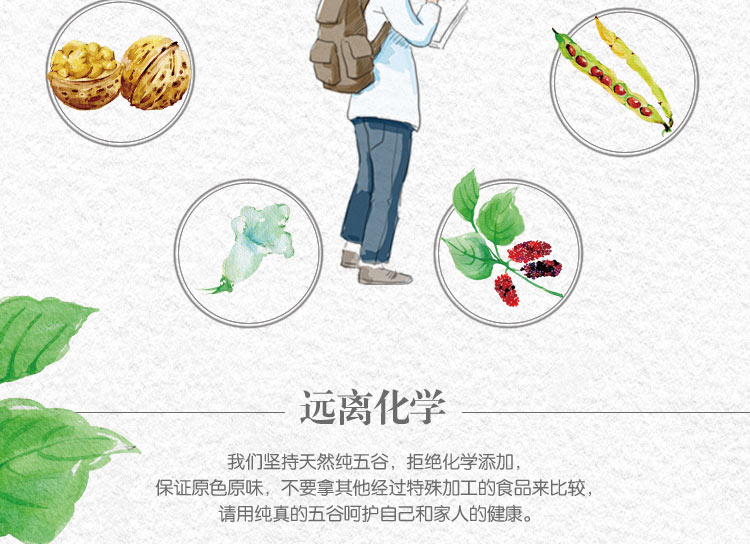 远离化学
我们坚持天然纯五谷，拒绝化学添加，
保证原色原味，不要拿其他经过特殊加工的食品来比较，
请用纯真的五谷呵护自己和家人的健康。